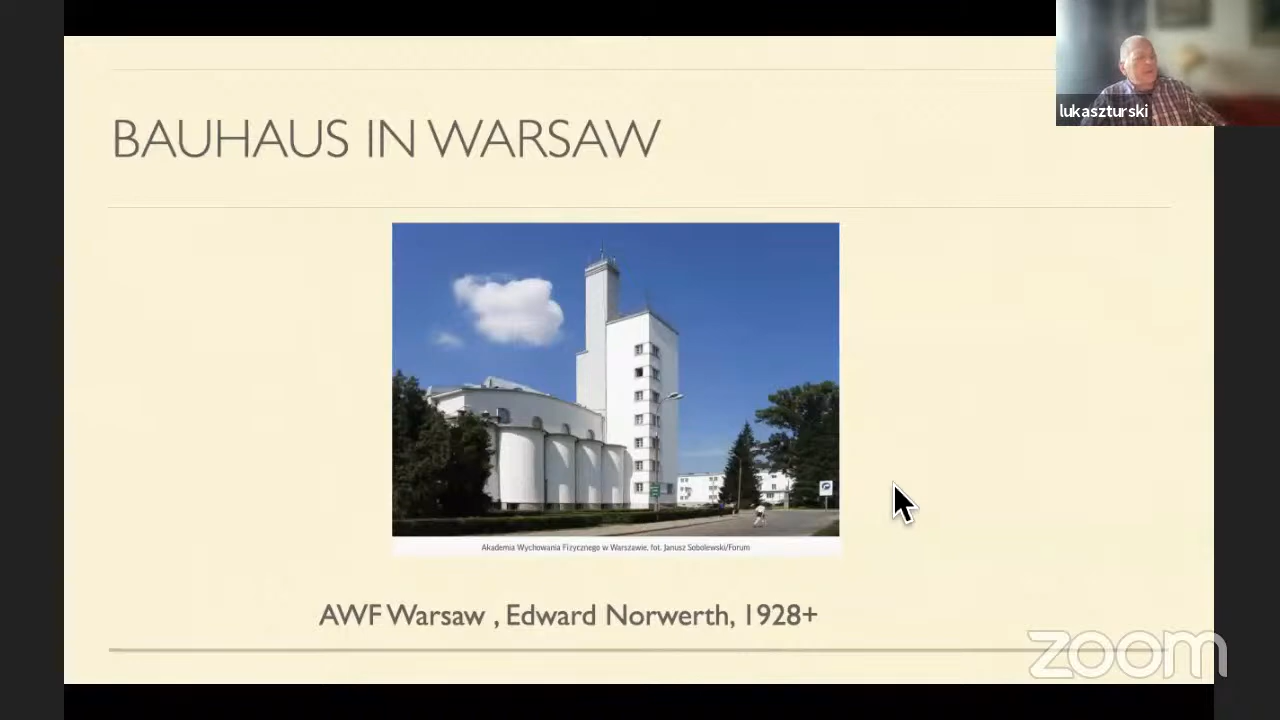 lukaszturski
BAUHAUS IN WARSAW
Akademia Wychowania Fizycznego w Warszawie, fot. Janusz Sobolewski/Forum
AWF Warsaw , Edward Norwerth, 1928+
zoom